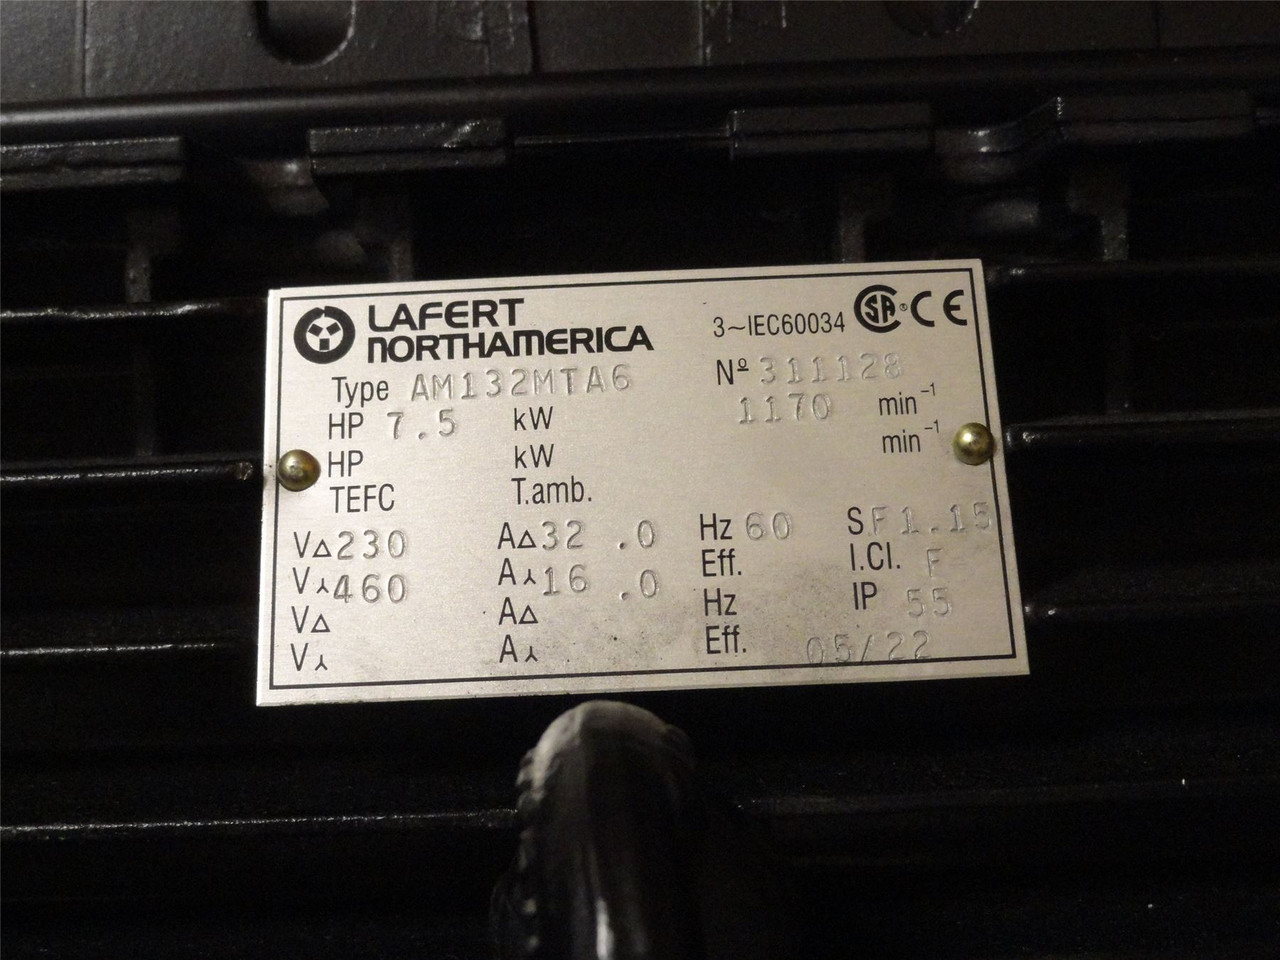 LAFERT
NORTHAMERICA
3~IEC60034 SA® CE
Type AM132MTA6 Nº 311128
HP 7.5 kW 1170 min-1
HP kW min-1
TEFC T.amb.
V△230 A△32.0 Hz 60 SF1.15
V⅄460 A⅄16.0 Eff. I.Cl. F
V△ A△ Hz IP 55
V⅄ A⅄ Eff. 05/22